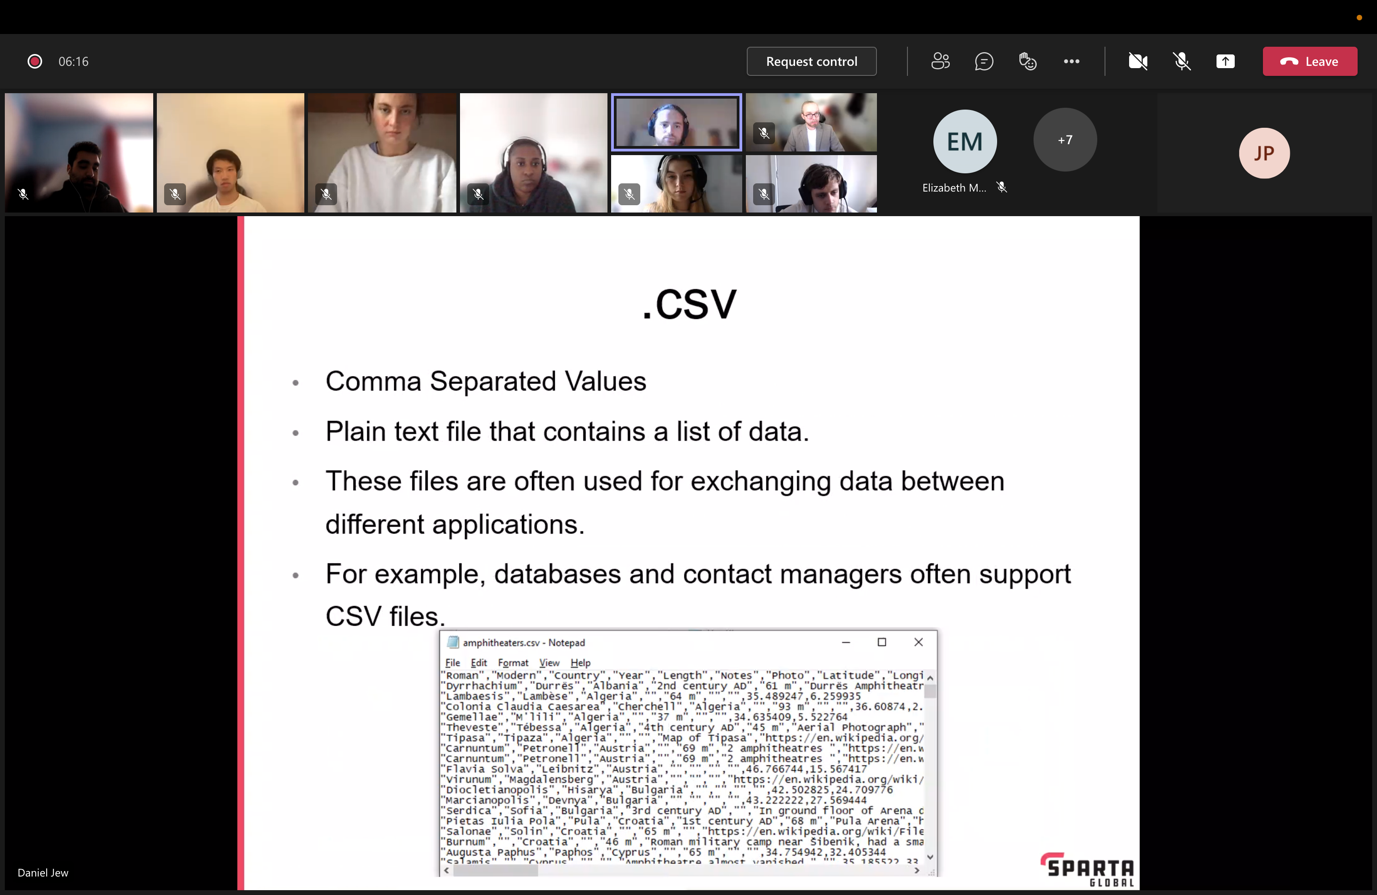 06:16
Request control
Leave
EM
+7
JP
Elizabeth M...
.csv
• Comma Separated Values
• Plain text file that contains a list of data.
• These files are often used for exchanging data between
different applications.
• For example, databases and contact managers often support
CSV files.
amphitheaters.csv - Notepad
File Edit Format View Help
"Roman","Modern","Country","Year","Length","Notes","Photo","Latitude","Longi
"Dyrrhachium","Durrës","Albania","2nd century AD","61 m","Durrës Amphitheatr
"Lambaesis","Lambèse","Algeria","","64 m","","",35.489247,6.259935
"Colonia Claudia Caesarea","Cherchell","Algeria","","93 m","","",36.60874,2.
"Gemellae","M'lili","Algeria","","37 m","","",34.635409,5.522764
"Theveste","Tébessa","Algeria","4th century AD","45 m","Aerial Photograph","
"Tipasa","Tipaza","Algeria","","","Map of Tipasa","https://en.wikipedia.org/
"Carnuntum","Petronell","Austria","","69 m","2 amphitheatres ","https://en.w
"Carnuntum","Petronell","Austria","","69 m","2 amphitheatres ","https://en.w
"Flavia Solva","Leibnitz","Austria","","","","",46.766744,15.567417
"Virunum","Magdalensberg","Austria","","","","https://en.wikipedia.org/wiki/
"Diocletianopolis","Hisarya","Bulgaria","","","","",42.502825,24.709776
"Marcianopolis","Devnya","Bulgaria","","","","",43.222222,27.569444
"Serdica","Sofia","Bulgaria","3rd century AD","","In ground floor of Arena d
"Pietas Iulia Pola","Pula","Croatia","1st century AD","68 m","Pula Arena","h
"Salonae","Solin","Croatia","","65 m","","https://en.wikipedia.org/wiki/File
"Burnum","","Croatia","","46 m","Roman military camp near Šibenik, had a sma
"Augusta Paphus","Paphos","Cyprus","","65 m","","",34.754942,32.405344
"Salamis","","Cyprus","","","Amphitheatre almost vanished.","",35.185522,33.
SPARTA
GLOBAL
Daniel Jew